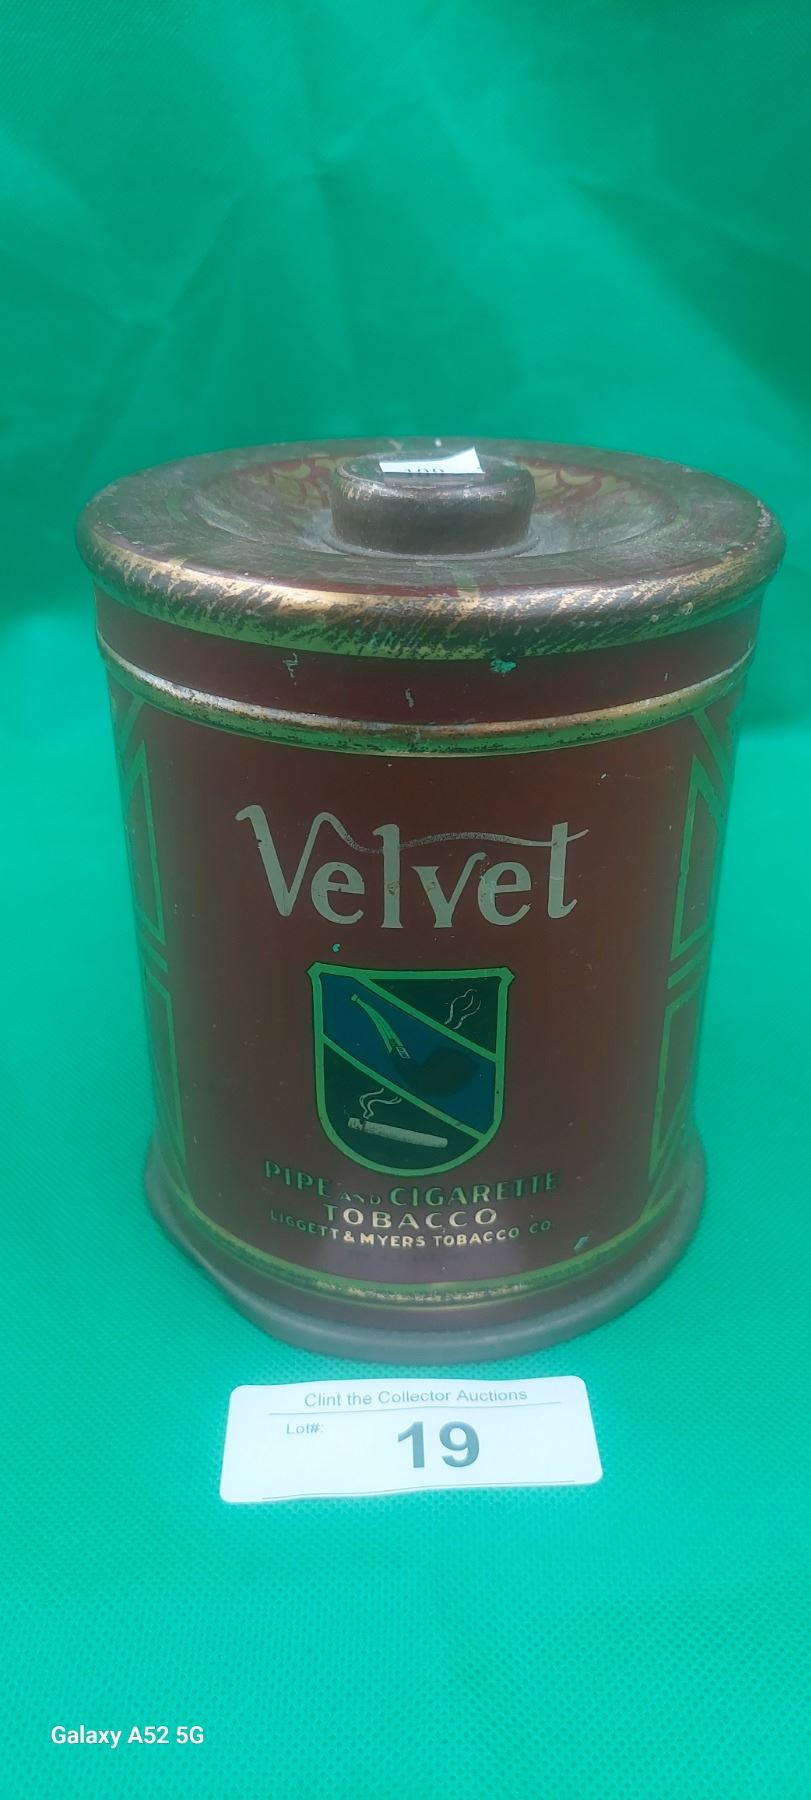 Velvet
PIPE AND CIGARETTE
TOBACCO
LIGGETT & MYERS TOBACCO CO.
Clint the Collector Auctions
Lot#:
19
Galaxy A52 5G